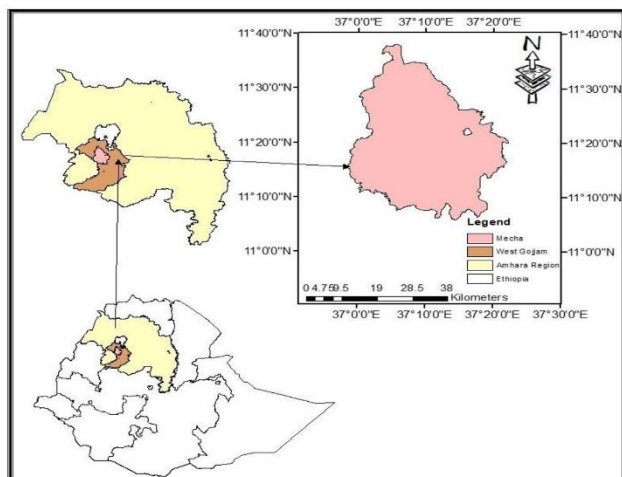 37°0'0"E 37°10'0"E 37°20'0"E
11°40'0"N 11°40'0"N
N
11°30'0"N 11°30'0"N
11°20'0"N 11°20'0"N
11°10'0"N 11°10'0"N
11°0'0"N 11°0'0"N
Legend
Mecha
West Gojjam
Amhara Region
Ethiopia
0 4.75 9.5 19 28.5 38
Kilometers
37°0'0"E 37°10'0"E 37°20'0"E 37°30'0"E